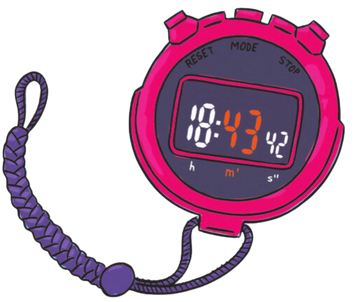 RESET MODE STOP
18:43 42
h m' s"